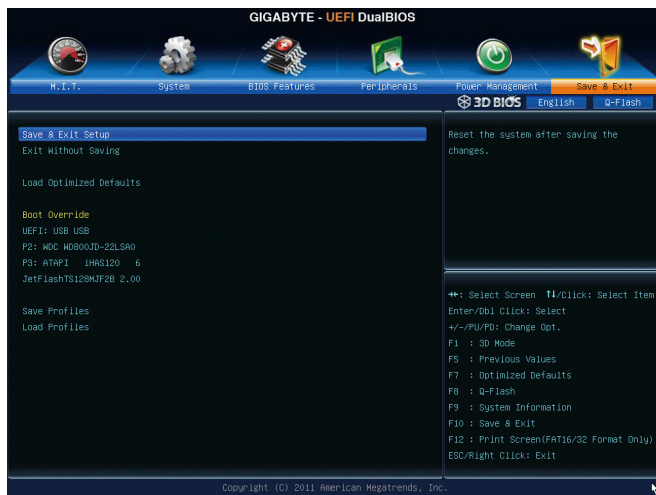 GIGABYTE - UEFI DualBIOS
M.I.T.
System
BIOS Features
Peripherals
Power Management
Save & Exit
3D BIOS
English
Q-Flash
Save & Exit Setup
Exit Without Saving
Load Optimized Defaults
Boot Override
UEFI: USB USB
P2: WDC WD800JD-22LSA0
P3: ATAPI iHAS120 6
JetFlashTS128MJF2B 2.00
Save Profiles
Load Profiles
Reset the system after saving the
changes.
→←: Select Screen ↑↓/Click: Select Item
Enter/Dbl Click: Select
+/-/PU/PD: Change Opt.
F1 : 3D Mode
F5 : Previous Values
F7 : Optimized Defaults
F8 : Q-Flash
F9 : System Information
F10 : Save & Exit
F12 : Print Screen(FAT16/32 Format Only)
ESC/Right Click: Exit
Copyright (C) 2011 American Megatrends, Inc.